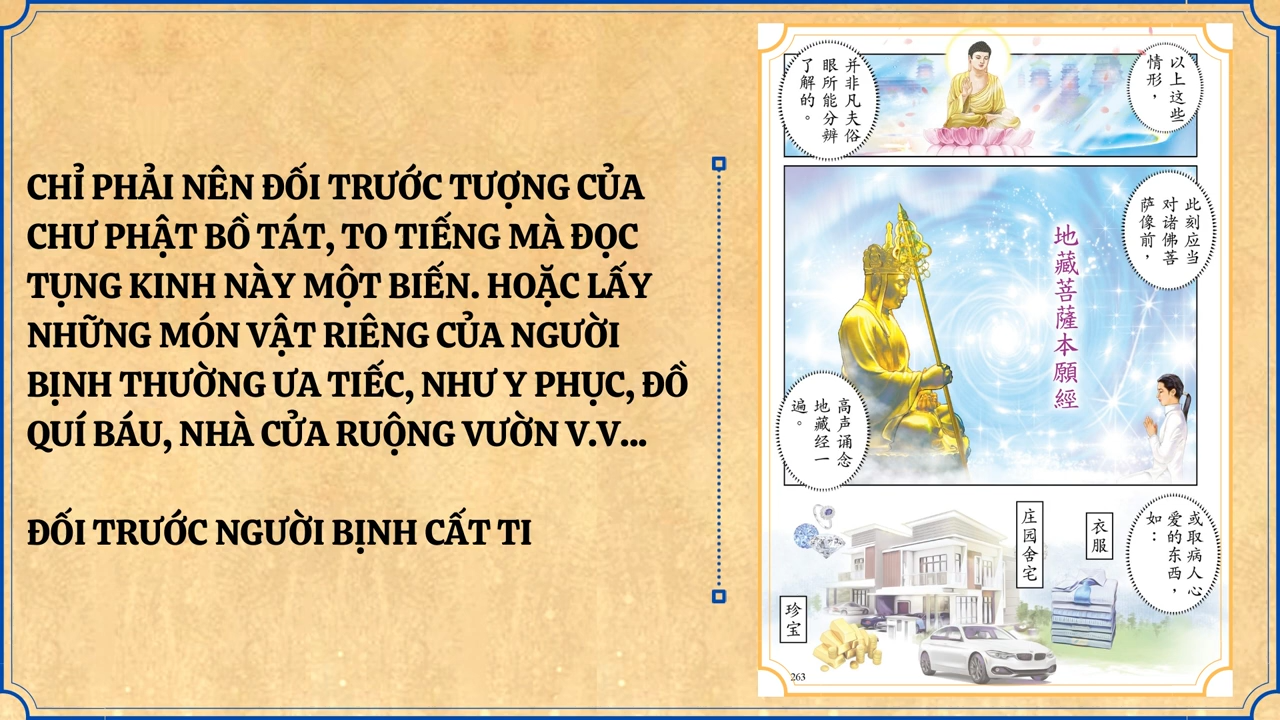 CHỈ PHẢI NÊN ĐỐI TRƯỚC TƯỢNG CỦA
CHƯ PHẬT BỒ TÁT, TO TIẾNG MÀ ĐỌC
TỤNG KINH NÀY MỘT BIẾN. HOẶC LẤY
NHỮNG MÓN VẬT RIÊNG CỦA NGƯỜI
BỊNH THƯỜNG ƯA TIẾC, NHƯ Y PHỤC, ĐỒ
QUÍ BÁU, NHÀ CỬA RUỘNG VƯỜN V.V...
ĐỐI TRƯỚC NGƯỜI BỊNH CẤT TI
以上这些
情形，
并非凡夫俗
眼所能分辨
了解的。
此刻应当
对诸佛菩
萨像前，
地藏菩薩本願經
高声诵念
地藏经一
遍。
或取病人心
爱的东西，
如：
衣服
庄园舍宅
珍宝
263